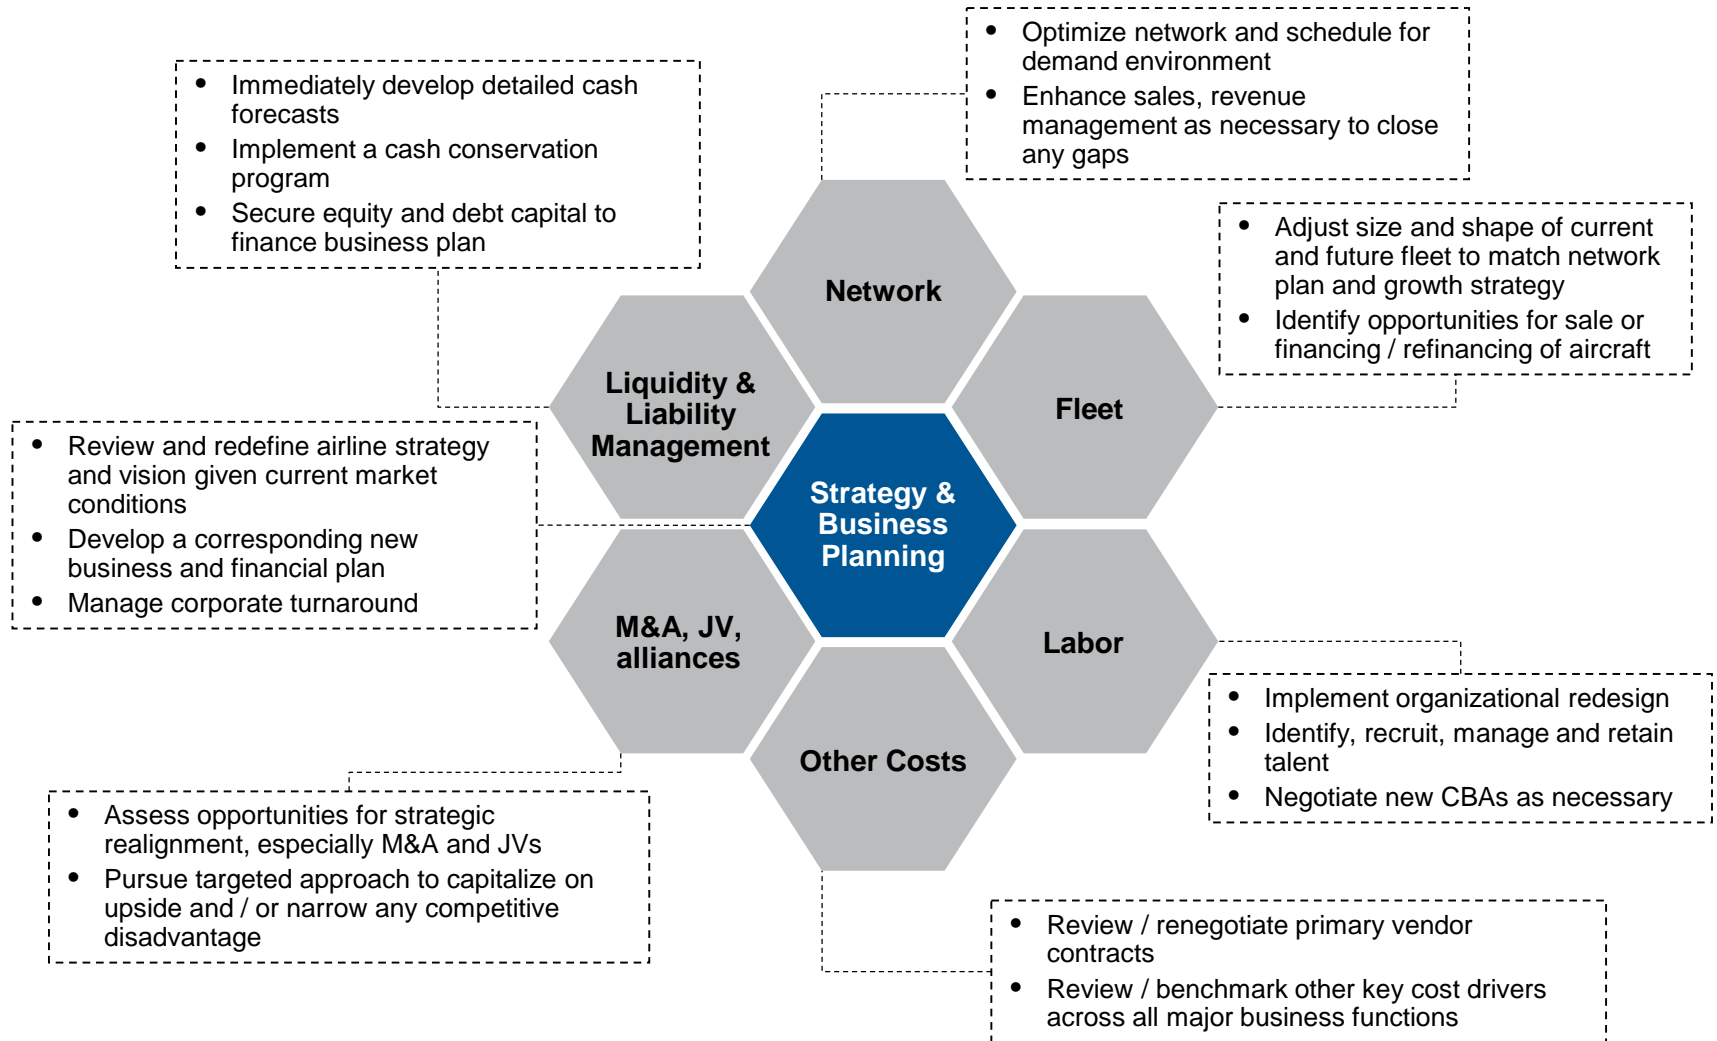 • Optimize network and schedule for
demand environment
• Enhance sales, revenue
management as necessary to close
any gaps
• Immediately develop detailed cash
forecasts
• Implement a cash conservation
program
• Secure equity and debt capital to
finance business plan
• Adjust size and shape of current
and future fleet to match network
plan and growth strategy
• Identify opportunities for sale or
financing / refinancing of aircraft
Network
Liquidity &
Liability
Management
Fleet
• Review and redefine airline strategy
and vision given current market
conditions
• Develop a corresponding new
business and financial plan
• Manage corporate turnaround
Strategy &
Business
Planning
M&A, JV,
alliances
Labor
Other Costs
• Implement organizational redesign
• Identify, recruit, manage and retain
talent
• Negotiate new CBAs as necessary
• Assess opportunities for strategic
realignment, especially M&A and JVs
• Pursue targeted approach to capitalize on
upside and / or narrow any competitive
disadvantage
• Review / renegotiate primary vendor
contracts
• Review / benchmark other key cost drivers
across all major business functions